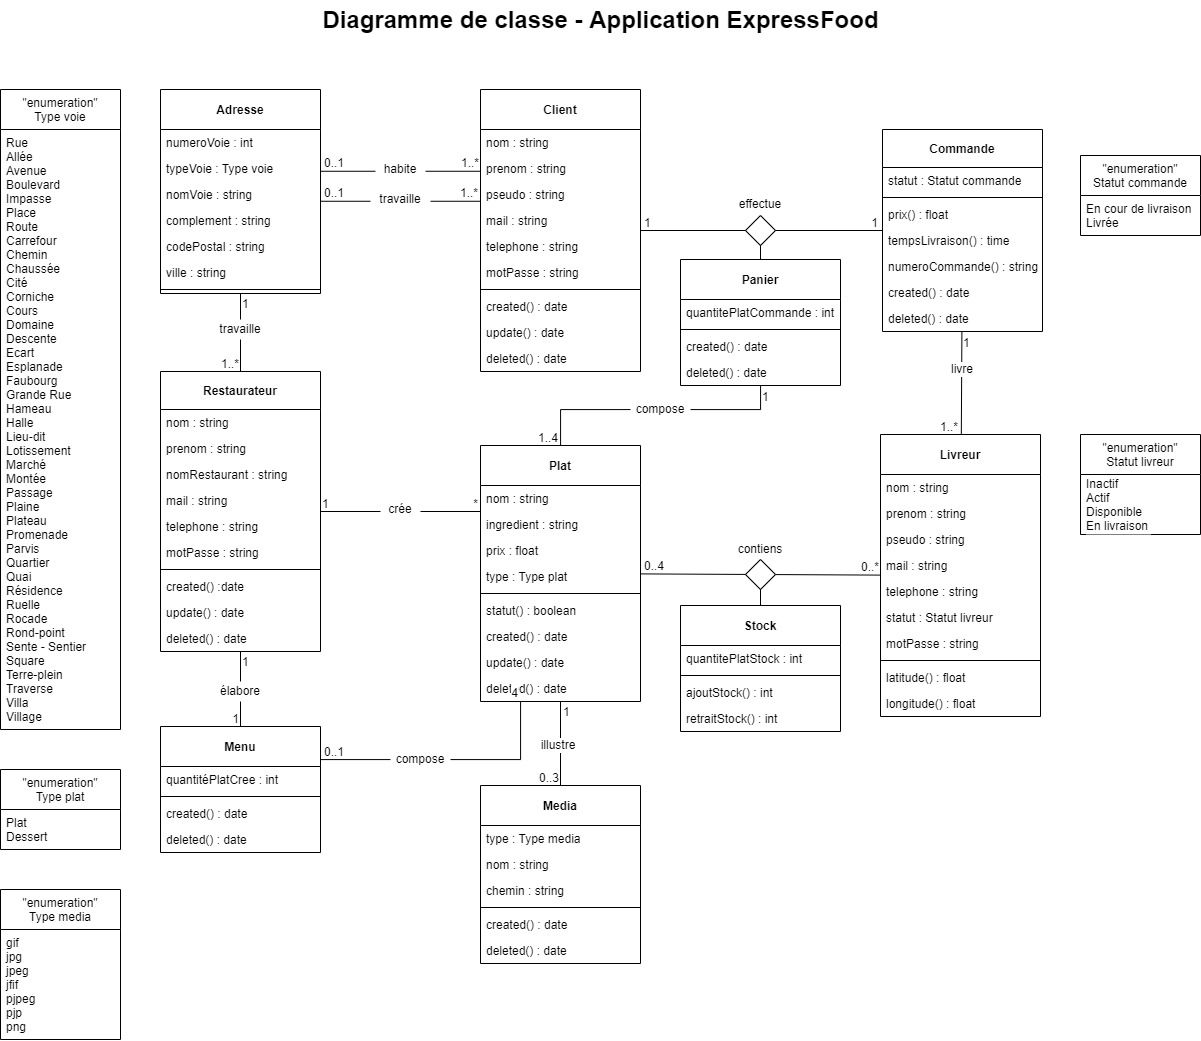 Diagramme de classe - Application ExpressFood
"enumeration"
Type voie
Rue
Allée
Avenue
Boulevard
Impasse
Place
Route
Carrefour
Chemin
Chaussée
Cité
Corniche
Cours
Domaine
Descente
Ecart
Esplanade
Faubourg
Grande Rue
Hameau
Halle
Lieu-dit
Lotissement
Marché
Montée
Passage
Plaine
Plateau
Promenade
Parvis
Quartier
Quai
Résidence
Ruelle
Rocade
Rond-point
Sente - Sentier
Square
Terre-plein
Traverse
Villa
Village
"enumeration"
Type plat
Plat
Dessert
"enumeration"
Type media
gif
jpg
jpeg
jfif
pjpeg
pjp
png
Adresse
numeroVoie : int
typeVoie : Type voie
nomVoie : string
complement : string
codePostal : string
ville : string
0..1 habite 1..*
0..1 travaille 1..*
1
travaille
1..*
Restaurateur
nom : string
prenom : string
nomRestaurant : string
mail : string
telephone : string
motPasse : string
created() :date
update() : date
deleted() : date
1
élabore
1
Menu
quantitéPlatCree : int
created() : date
deleted() : date
1 crée *
0..1 compose 4
Client
nom : string
prenom : string
pseudo : string
mail : string
telephone : string
motPasse : string
created() : date
update() : date
deleted() : date
1 effectue 1
Panier
quantitePlatCommande : int
created() : date
deleted() : date
1
compose
1..4
Plat
nom : string
ingredient : string
prix : float
type : Type plat
statut() : boolean
created() : date
update() : date
deleted() : date
1
illustre
0..3
Media
type : Type media
nom : string
chemin : string
created() : date
deleted() : date
0..4 contiens 0..*
Stock
quantitePlatStock : int
ajoutStock() : int
retraitStock() : int
Commande
statut : Statut commande
prix() : float
tempsLivraison() : time
numeroCommande() : string
created() : date
deleted() : date
1
livre
1..*
Livreur
nom : string
prenom : string
pseudo : string
mail : string
telephone : string
statut : Statut livreur
motPasse : string
latitude() : float
longitude() : float
"enumeration"
Statut commande
En cour de livraison
Livrée
"enumeration"
Statut livreur
Inactif
Actif
Disponible
En livraison